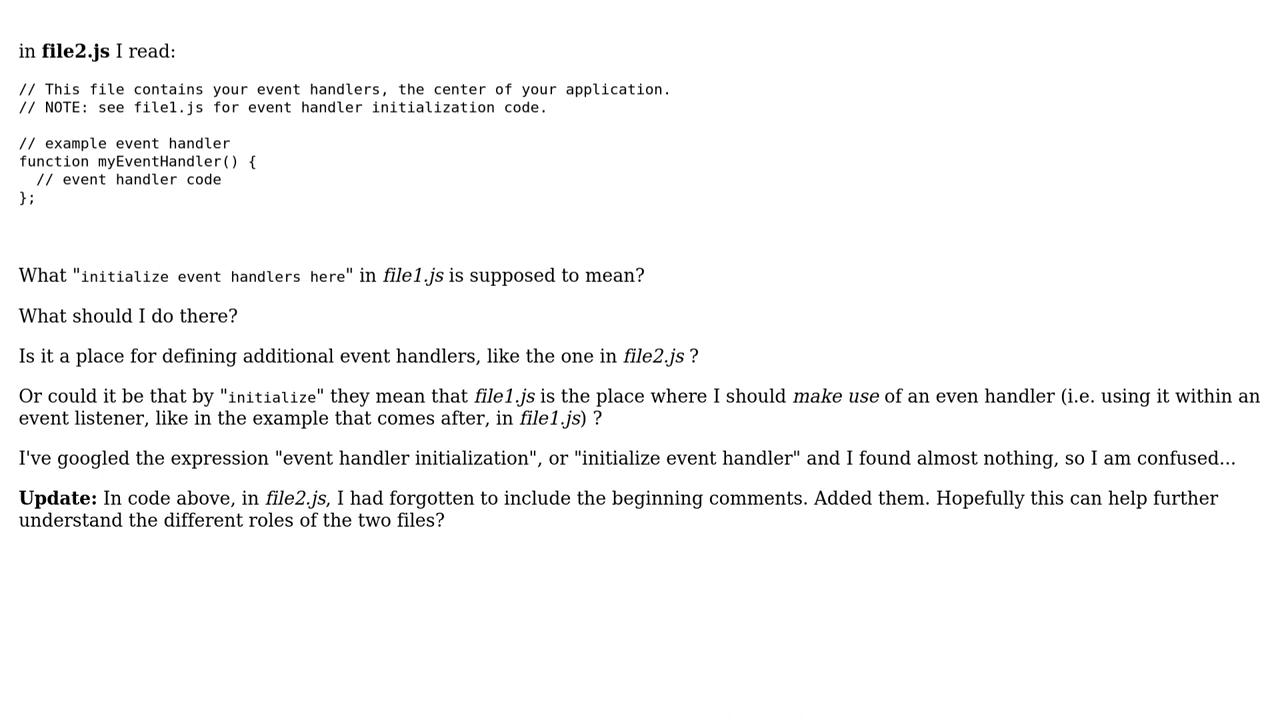 in file2.js I read:
// This file contains your event handlers, the center of your application.
// NOTE: see file1.js for event handler initialization code.
// example event handler
function myEventHandler() {
  // event handler code
};
What "initialize event handlers here" in file1.js is supposed to mean?
What should I do there?
Is it a place for defining additional event handlers, like the one in file2.js ?
Or could it be that by "initialize" they mean that file1.js is the place where I should make use of an even handler (i.e. using it within an
event listener, like in the example that comes after, in file1.js) ?
I've googled the expression "event handler initialization", or "initialize event handler" and I found almost nothing, so I am confused...
Update: In code above, in file2.js, I had forgotten to include the beginning comments. Added them. Hopefully this can help further
understand the different roles of the two files?